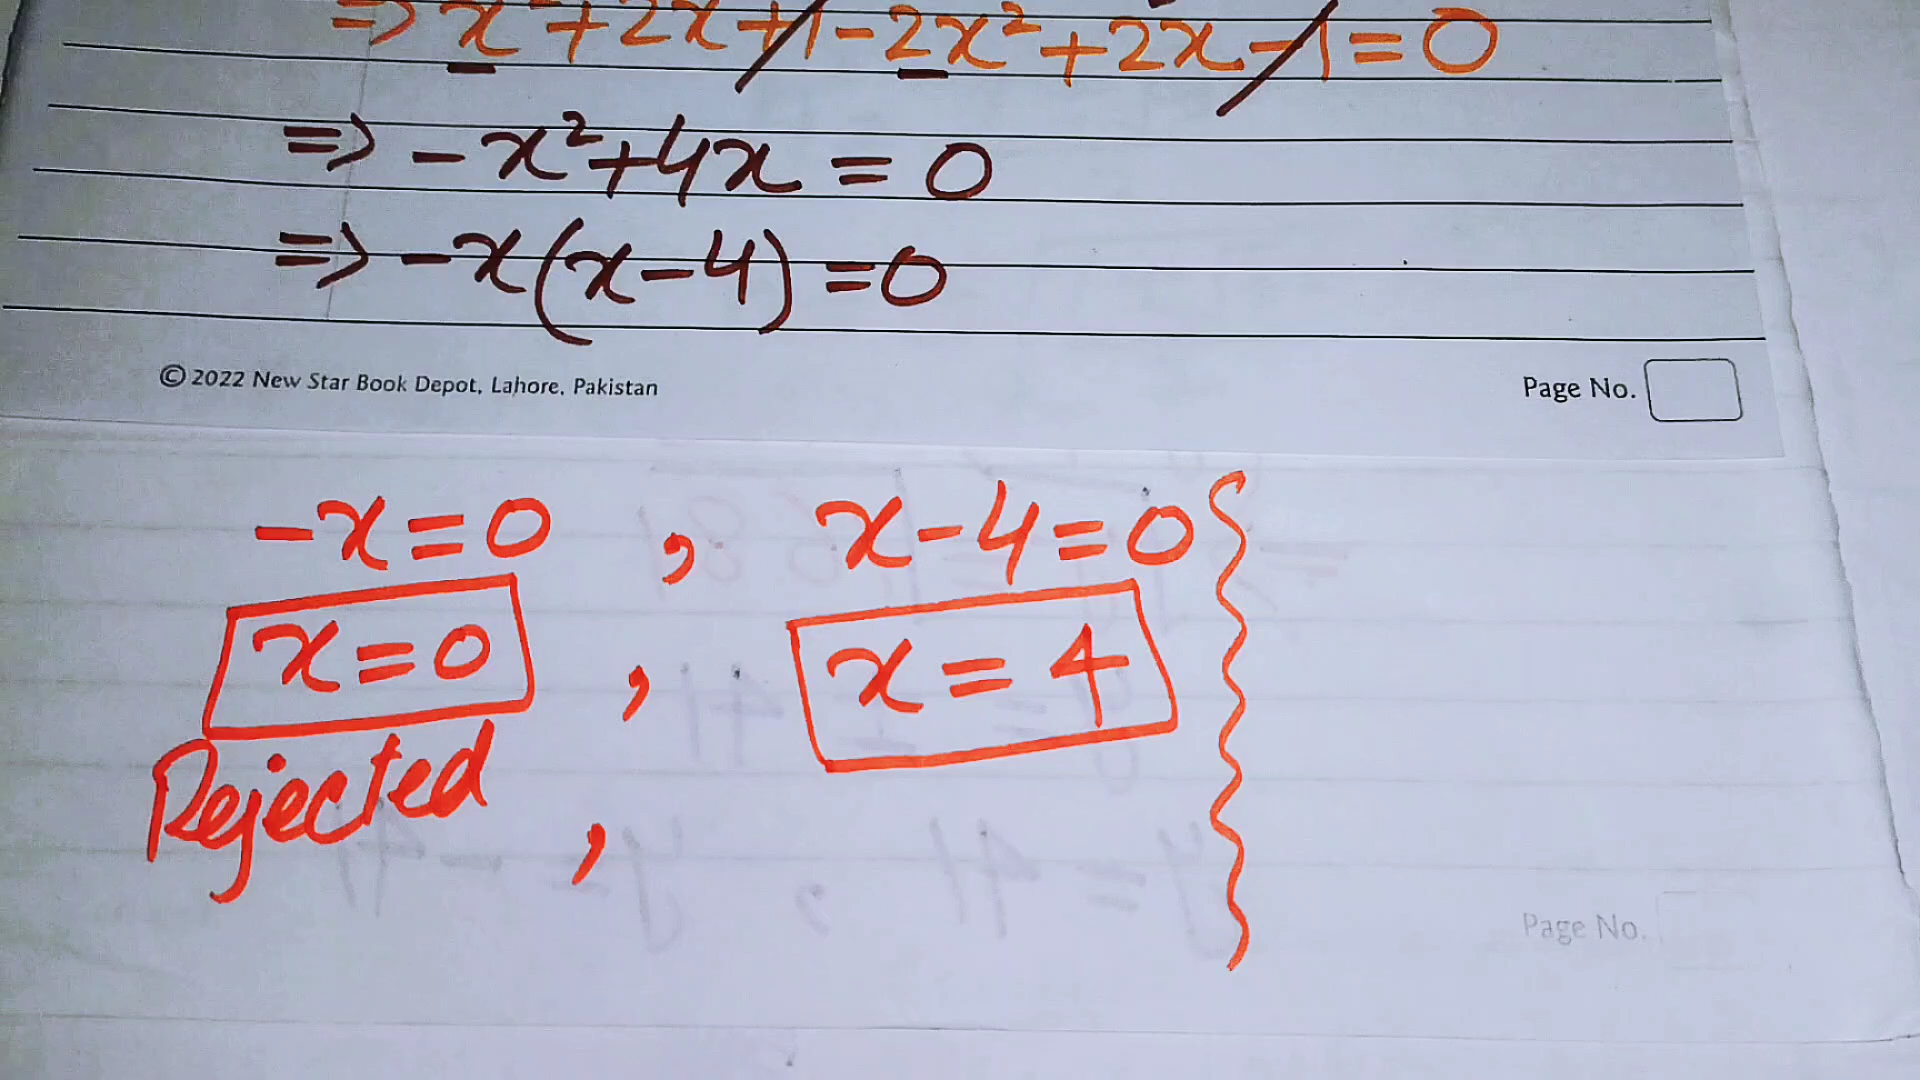 => x²+2x+1-2x²+2x-1=0
=> -x²+4x=0
=> -x(x-4)=0
© 2022 New Star Book Depot, Lahore, Pakistan Page No.
-x=0 , x-4=0
x=0 , x=4
Rejected ,
Page No.